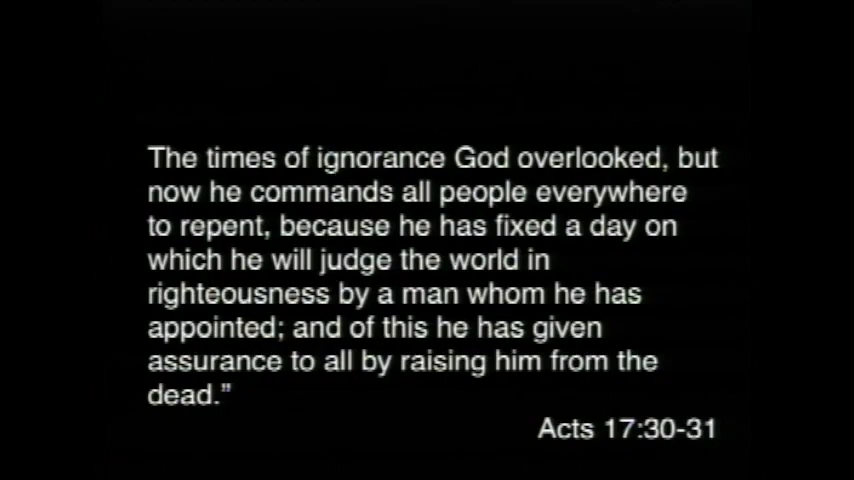 The times of ignorance God overlooked, but
now he commands all people everywhere
to repent, because he has fixed a day on
which he will judge the world in
righteousness by a man whom he has
appointed; and of this he has given
assurance to all by raising him from the
dead.”
Acts 17:30-31